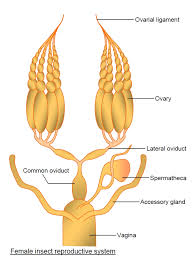 Ovarial ligament
Ovary
Lateral oviduct
Common oviduct
Spermatheca
Accessory gland
Vagina
Female insect reproductive system